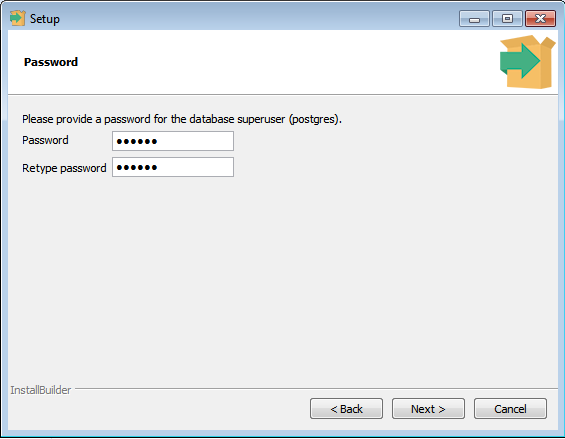 Setup
Password
Please provide a password for the database superuser (postgres).
Password ●●●●●●
Retype password ●●●●●●
InstallBuilder
< Back Next > Cancel